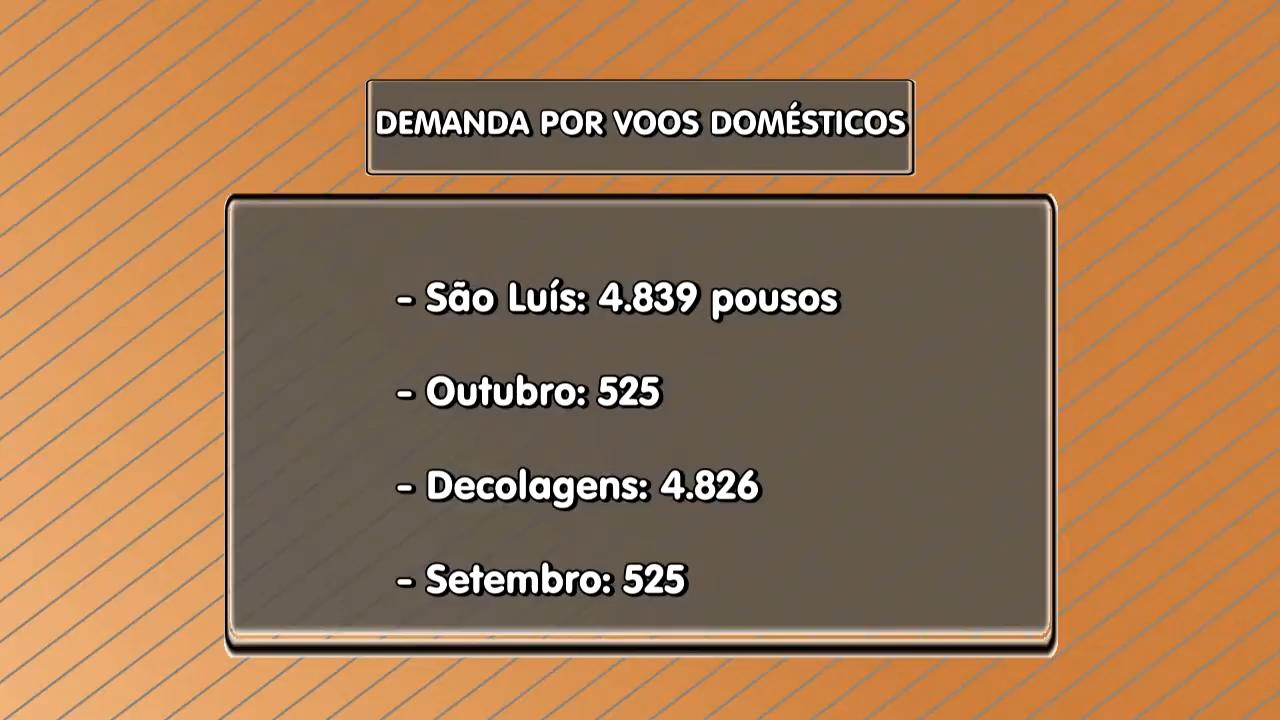 DEMANDA POR VOOS DOMÉSTICOS
- São Luís: 4.839 pousos
- Outubro: 525
- Decolagens: 4.826
- Setembro: 525